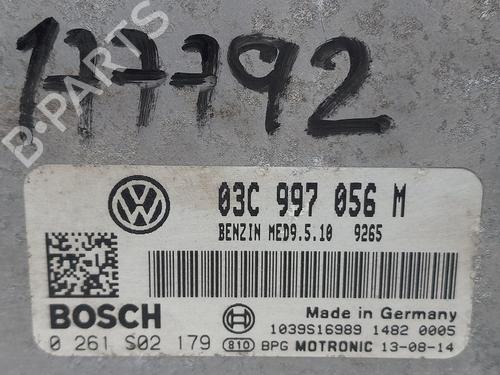 177792
B-Parts
03C 997 056 M
BENZIN MED9.5.10 9265
BOSCH
Made in Germany
1039S16989 1482 0005
0 261 S02 179
810 BPG MOTRONIC 13-08-14